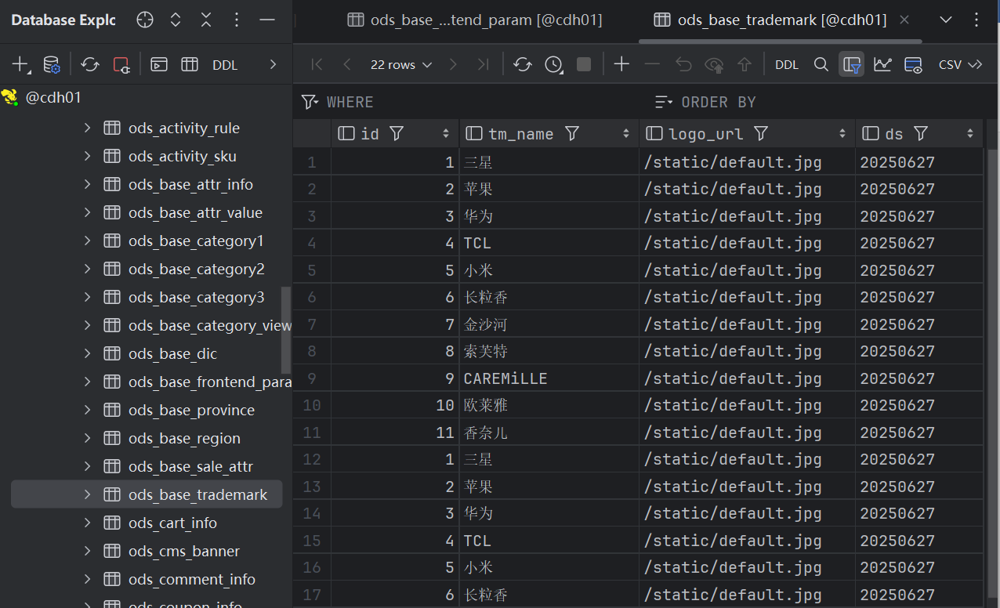 Database Explc
ods_base_...tend_param [@cdh01]
ods_base_trademark [@cdh01]
DDL
22 rows
DDL
CSV
@cdh01
ods_activity_rule
ods_activity_sku
ods_base_attr_info
ods_base_attr_value
ods_base_category1
ods_base_category2
ods_base_category3
ods_base_category_view
ods_base_dic
ods_base_frontend_para
ods_base_province
ods_base_region
ods_base_sale_attr
ods_base_trademark
ods_cart_info
ods_cms_banner
ods_comment_info
ods_coupon_info
WHERE
ORDER BY
id tm_name logo_url ds
1 1 三星 /static/default.jpg 20250627
2 2 苹果 /static/default.jpg 20250627
3 3 华为 /static/default.jpg 20250627
4 4 TCL /static/default.jpg 20250627
5 5 小米 /static/default.jpg 20250627
6 6 长粒香 /static/default.jpg 20250627
7 7 金沙河 /static/default.jpg 20250627
8 8 索芙特 /static/default.jpg 20250627
9 9 CAREMiLLE /static/default.jpg 20250627
10 10 欧莱雅 /static/default.jpg 20250627
11 11 香奈儿 /static/default.jpg 20250627
12 1 三星 /static/default.jpg 20250627
13 2 苹果 /static/default.jpg 20250627
14 3 华为 /static/default.jpg 20250627
15 4 TCL /static/default.jpg 20250627
16 5 小米 /static/default.jpg 20250627
17 6 长粒香 /static/default.jpg 20250627